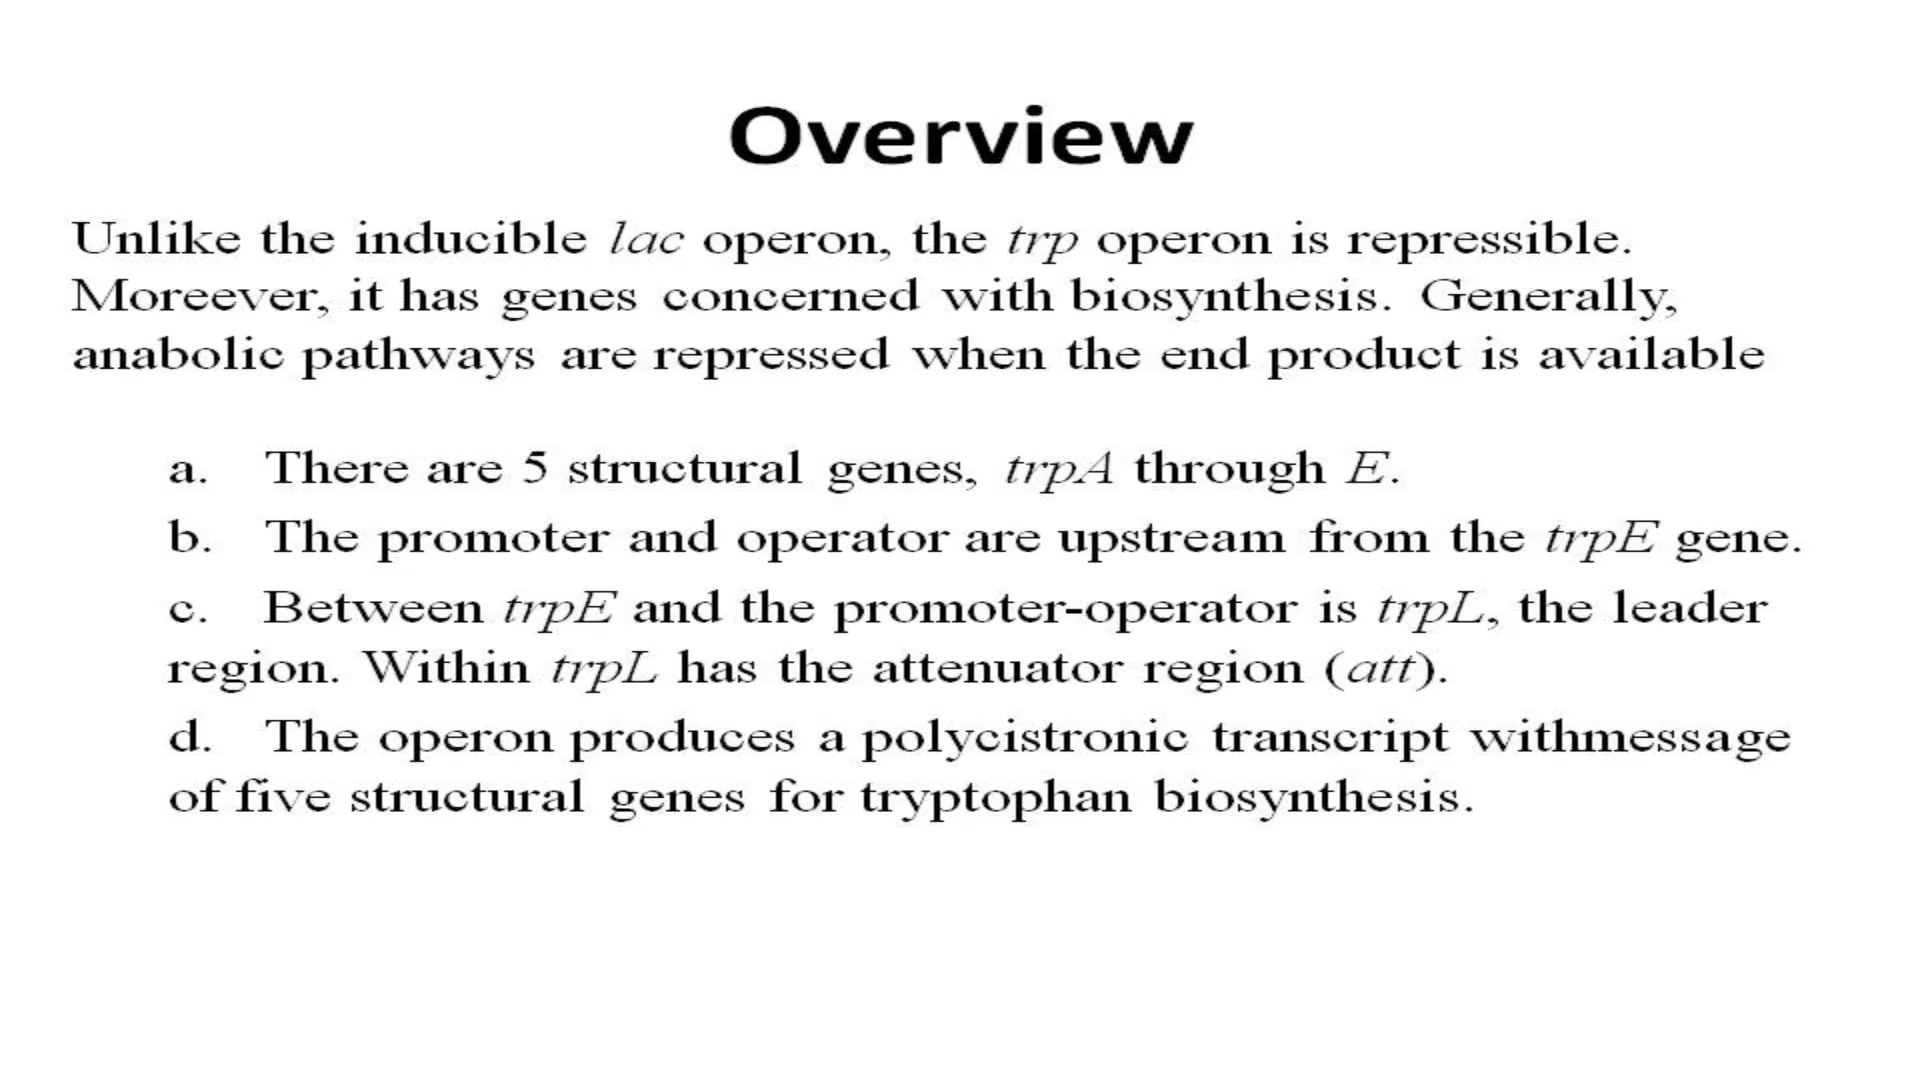 Overview
Unlike the inducible lac operon, the trp operon is repressible.
Moreever, it has genes concerned with biosynthesis. Generally,
anabolic pathways are repressed when the end product is available
a. There are 5 structural genes, trpA through E.
b. The promoter and operator are upstream from the trpE gene.
c. Between trpE and the promoter-operator is trpL, the leader
region. Within trpL has the attenuator region (att).
d. The operon produces a polycistronic transcript withmessage
of five structural genes for tryptophan biosynthesis.